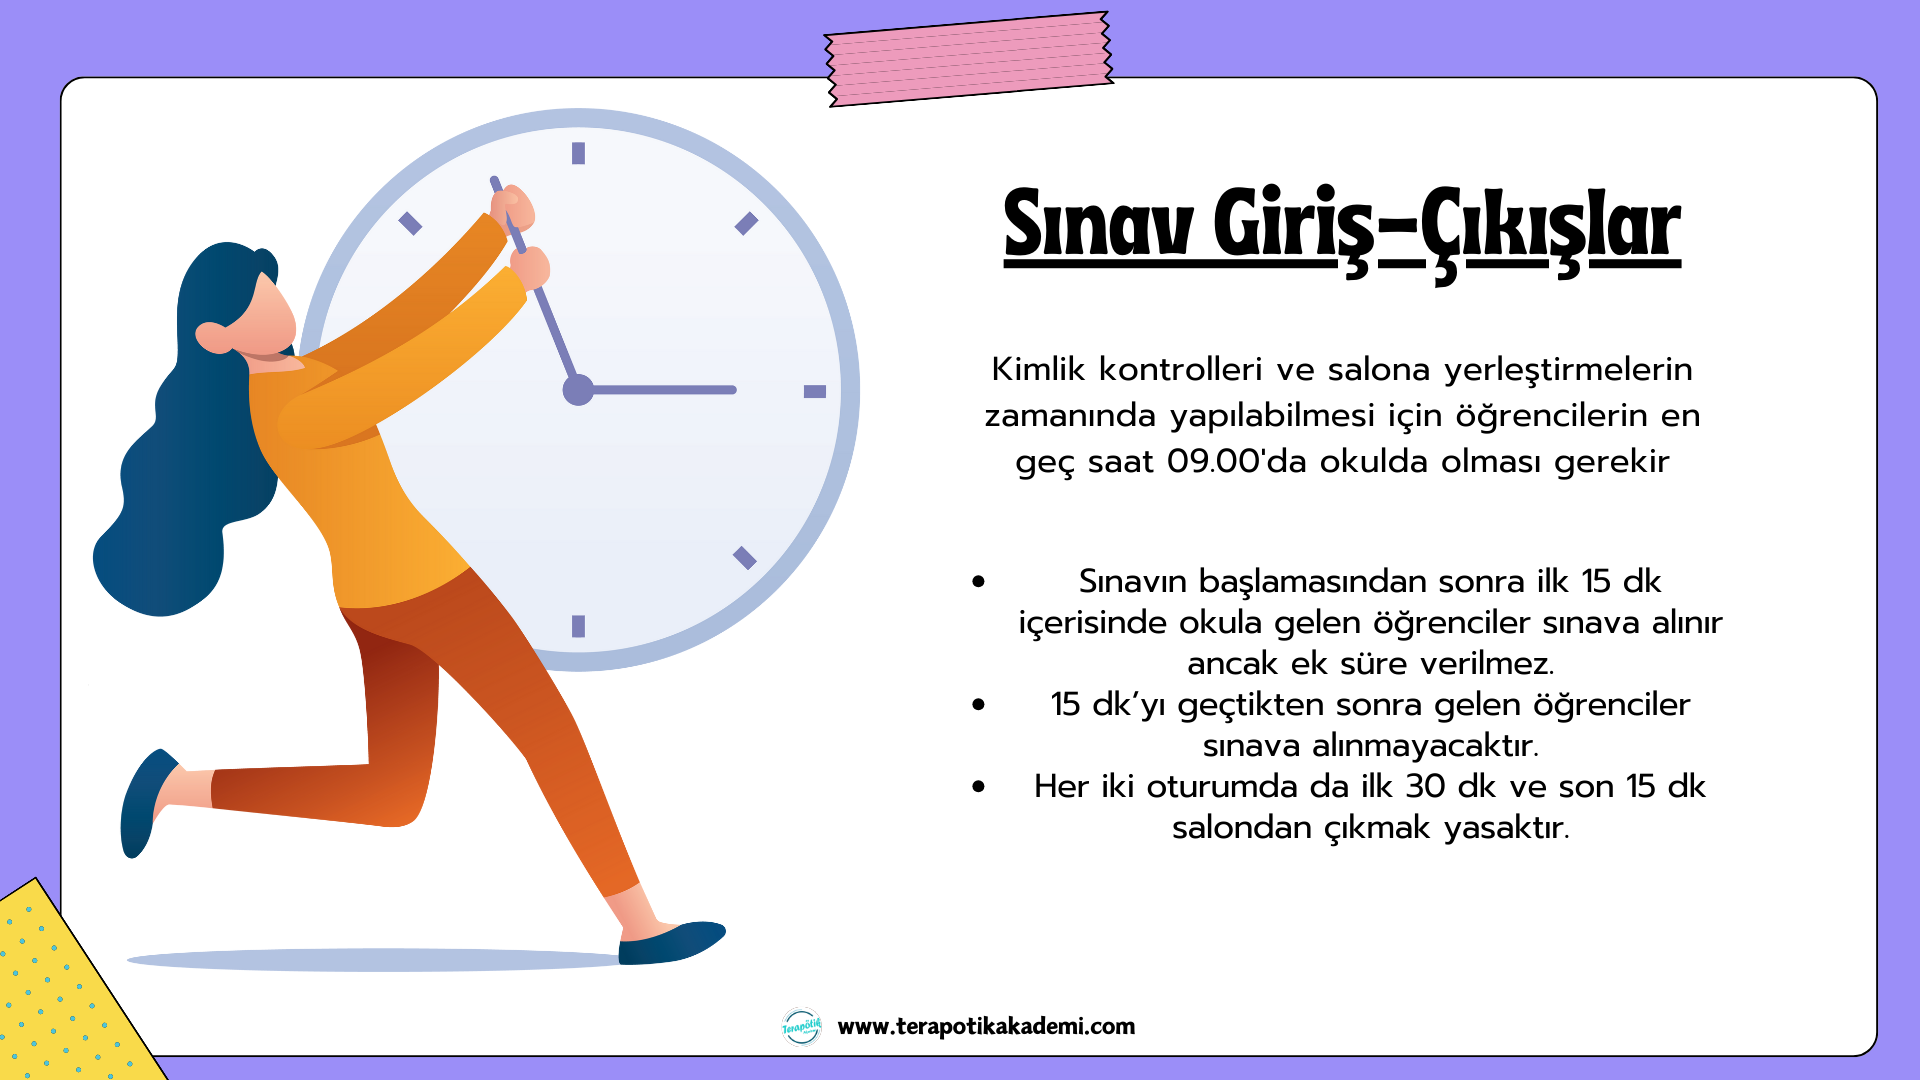 Sınav Giriş-Çıkışlar
Kimlik kontrolleri ve salona yerleştirmelerin
zamanında yapılabilmesi için öğrencilerin en
geç saat 09.00'da okulda olması gerekir
• Sınavın başlamasından sonra ilk 15 dk
içerisinde okula gelen öğrenciler sınava alınır
ancak ek süre verilmez.
• 15 dk’yı geçtikten sonra gelen öğrenciler
sınava alınmayacaktır.
• Her iki oturumda da ilk 30 dk ve son 15 dk
salondan çıkmak yasaktır.
Terapötik
www.terapotikakademi.com